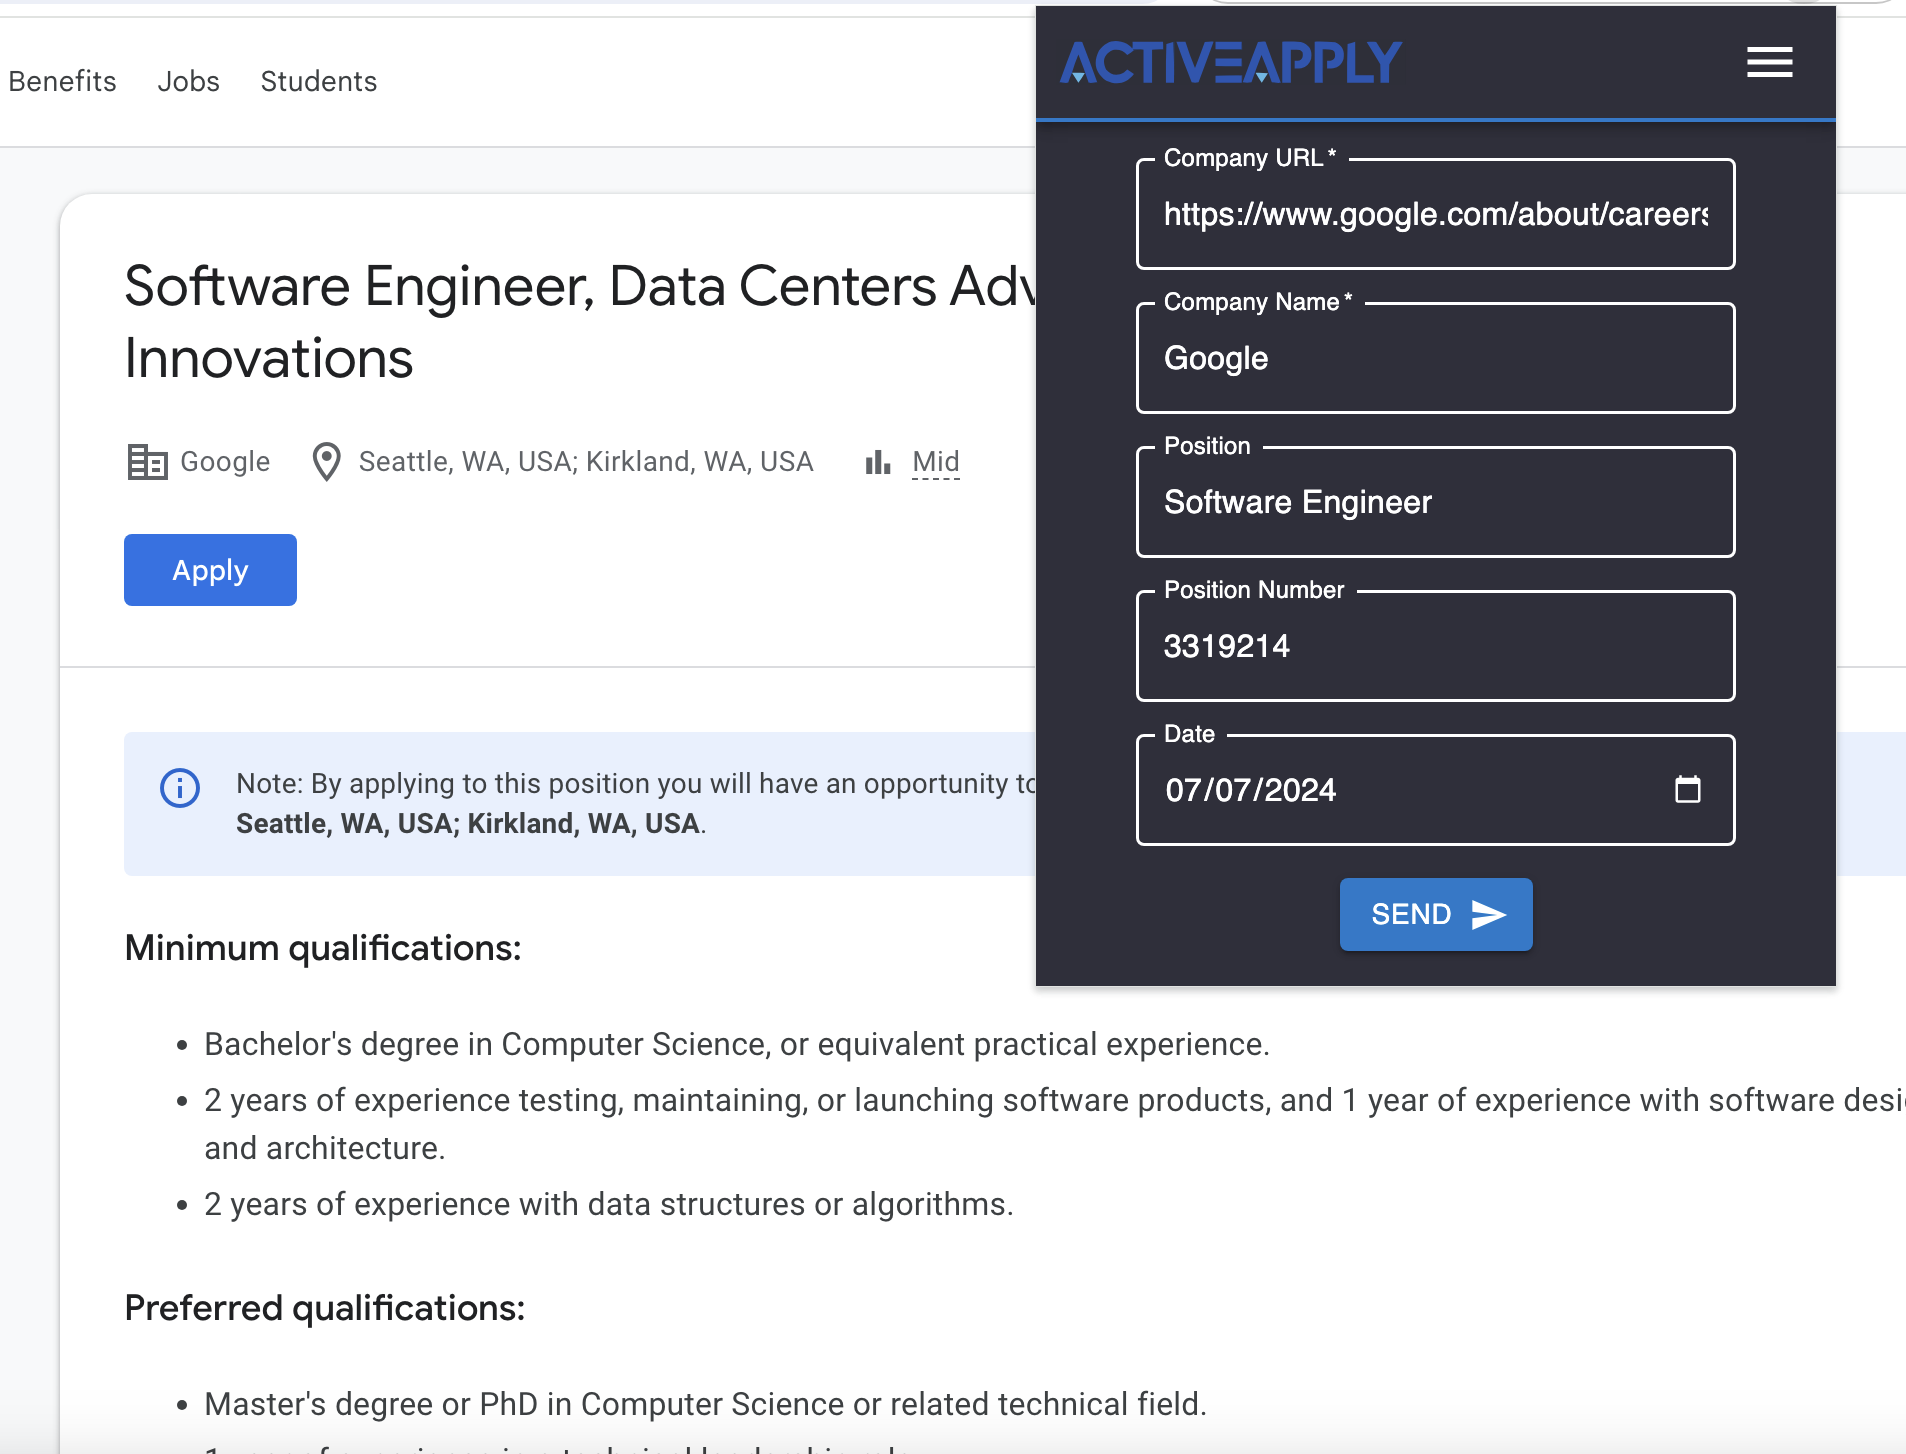 Benefits Jobs Students
Software Engineer, Data Centers Adv
Innovations
Google Seattle, WA, USA; Kirkland, WA, USA Mid
Apply
Note: By applying to this position you will have an opportunity to
Seattle, WA, USA; Kirkland, WA, USA.
Minimum qualifications:
• Bachelor's degree in Computer Science, or equivalent practical experience.
• 2 years of experience testing, maintaining, or launching software products, and 1 year of experience with software desi
and architecture.
• 2 years of experience with data structures or algorithms.
Preferred qualifications:
• Master's degree or PhD in Computer Science or related technical field.
ACTIVEAPPLY
Company URL*
https://www.google.com/about/careers
Company Name*
Google
Position
Software Engineer
Position Number
3319214
Date
07/07/2024
SEND